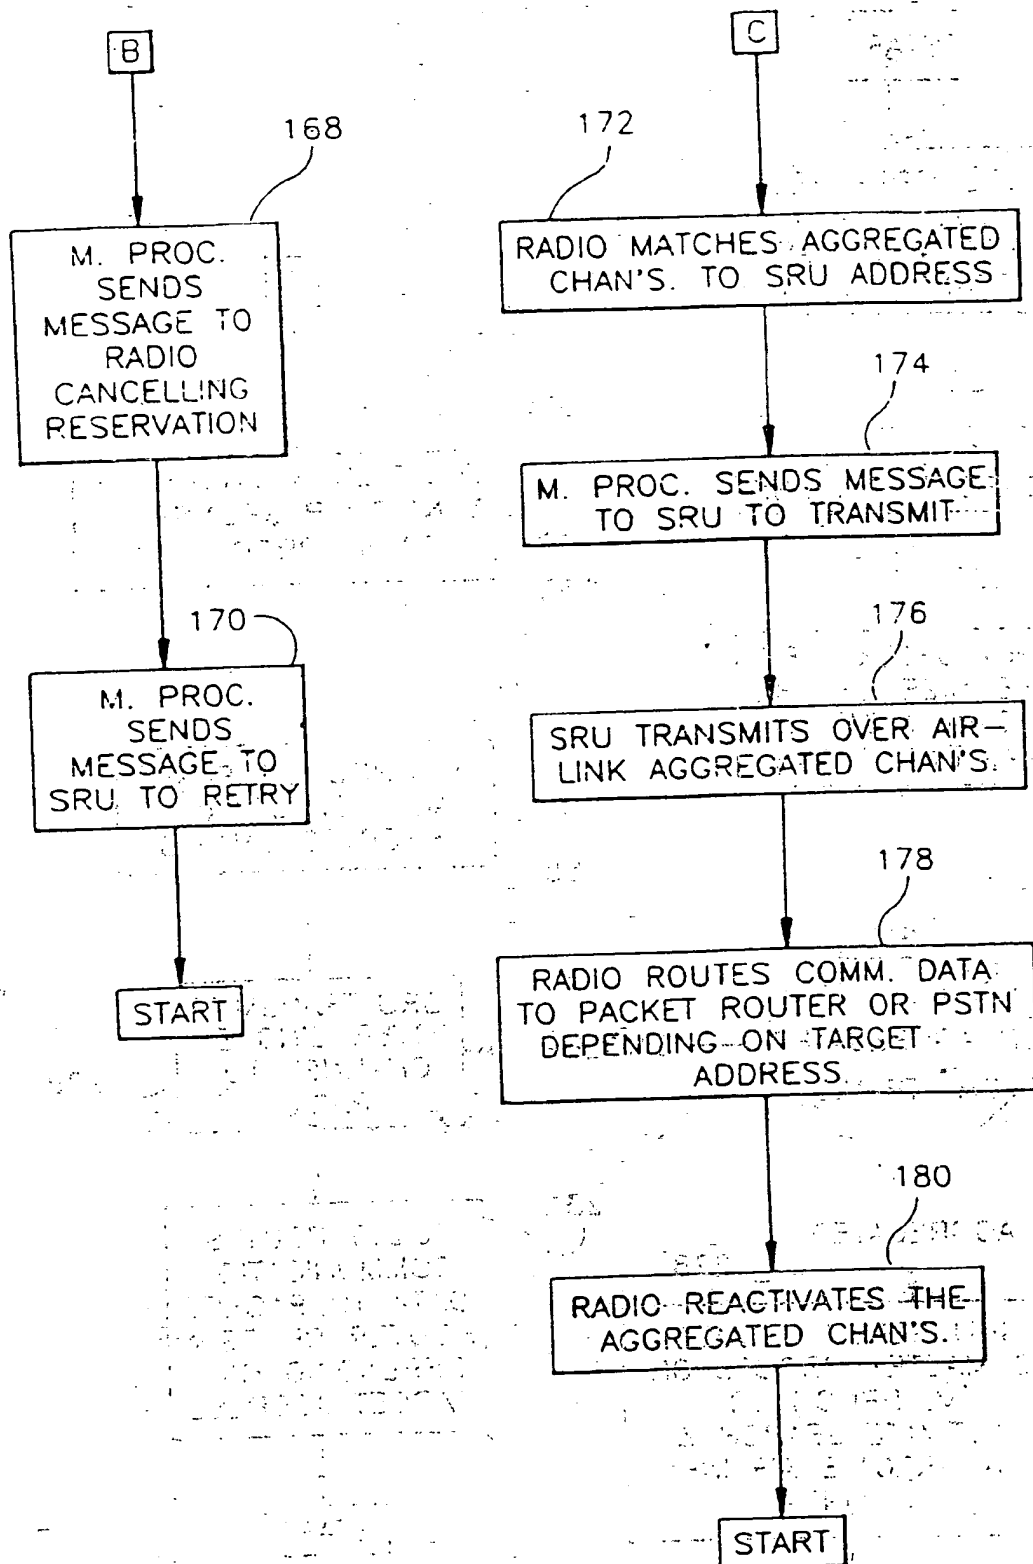 B
168
M. PROC.
SENDS
MESSAGE TO
RADIO
CANCELLING
RESERVATION
170
M. PROC.
SENDS
MESSAGE TO
SRU TO RETRY
START
C
172
RADIO MATCHES AGGREGATED
CHAN'S. TO SRU ADDRESS
174
M. PROC. SENDS MESSAGE
TO SRU TO TRANSMIT
176
SRU TRANSMITS OVER AIR-
LINK AGGREGATED CHAN'S.
178
RADIO ROUTES COMM. DATA
TO PACKET ROUTER OR PSTN
DEPENDING ON TARGET
ADDRESS
180
RADIO REACTIVATES THE
AGGREGATED CHAN'S.
START